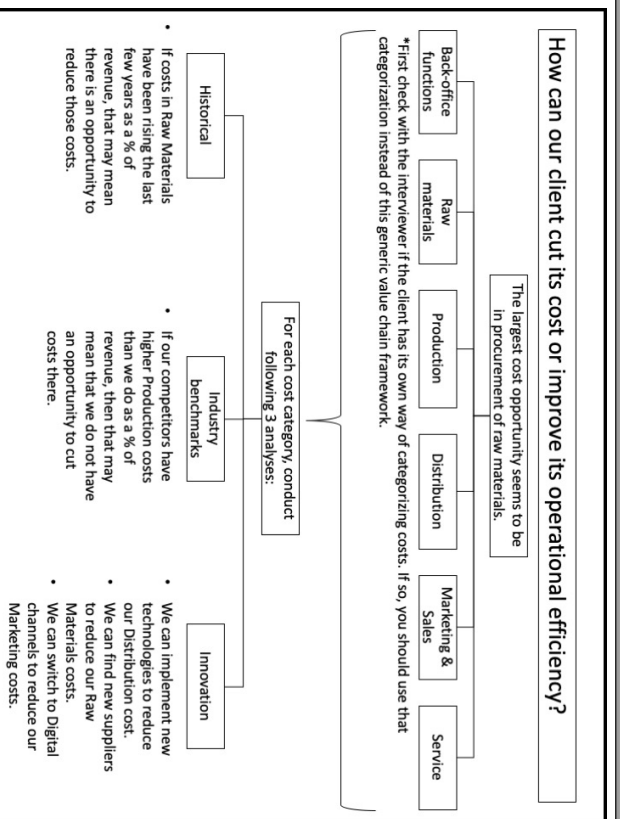 How can our client cut its cost or improve its operational efficiency?
The largest cost opportunity seems to be
in procurement of raw materials.
Back-office
functions
Raw
materials
Production
Distribution
Marketing &
Sales
Service
*First check with the interviewer if the client has its own way of categorizing costs. If so, you should use that
categorization instead of this generic value chain framework.
For each cost category, conduct
following 3 analyses:
Historical
• If costs in Raw Materials
have been rising the last
few years as a % of
revenue, that may mean
there is an opportunity to
reduce those costs.
Industry
benchmarks
• If our competitors have
higher Production costs
than we do as a % of
revenue, then that may
mean that we do not have
an opportunity to cut
costs there.
Innovation
• We can implement new
technologies to reduce
our Distribution cost.
• We can find new suppliers
to reduce our Raw
Materials costs.
• We can switch to Digital
channels to reduce our
Marketing costs.